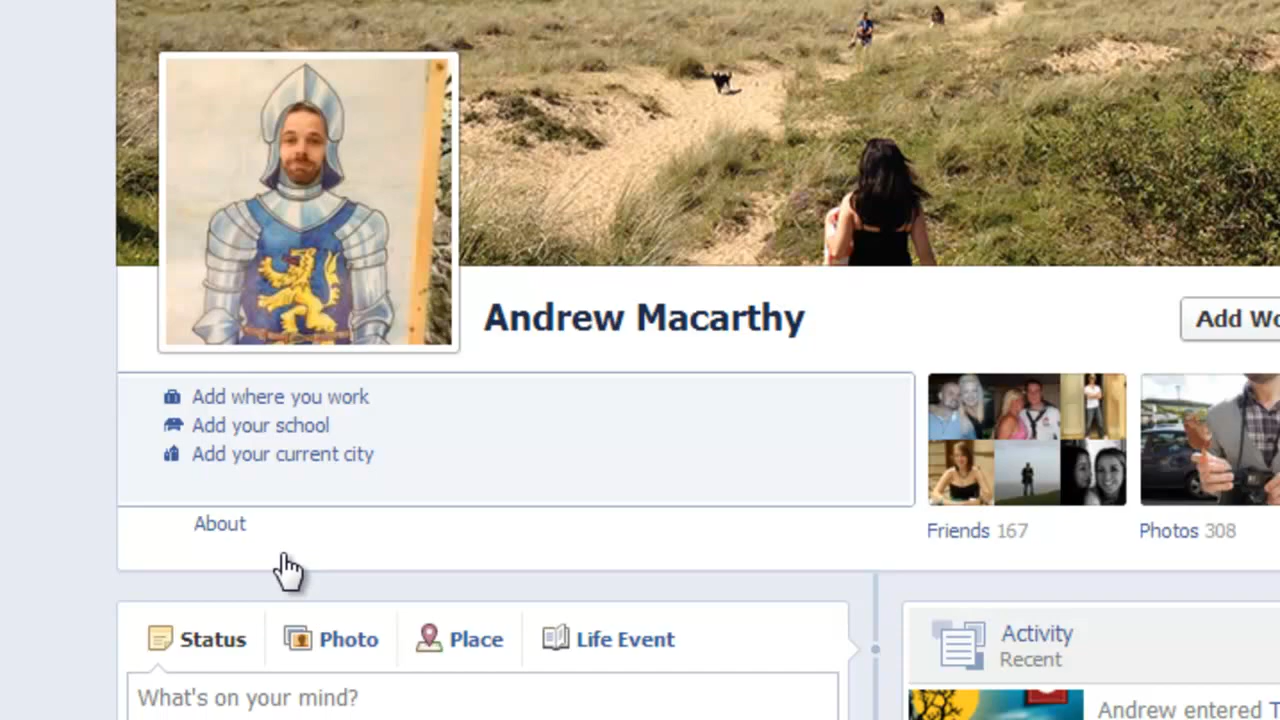 Andrew Macarthy
Add Wo
Add where you work
Add your school
Add your current city
About
Friends 167
Photos 308
Status
Photo
Place
Life Event
What's on your mind?
Activity
Recent
Andrew entered T